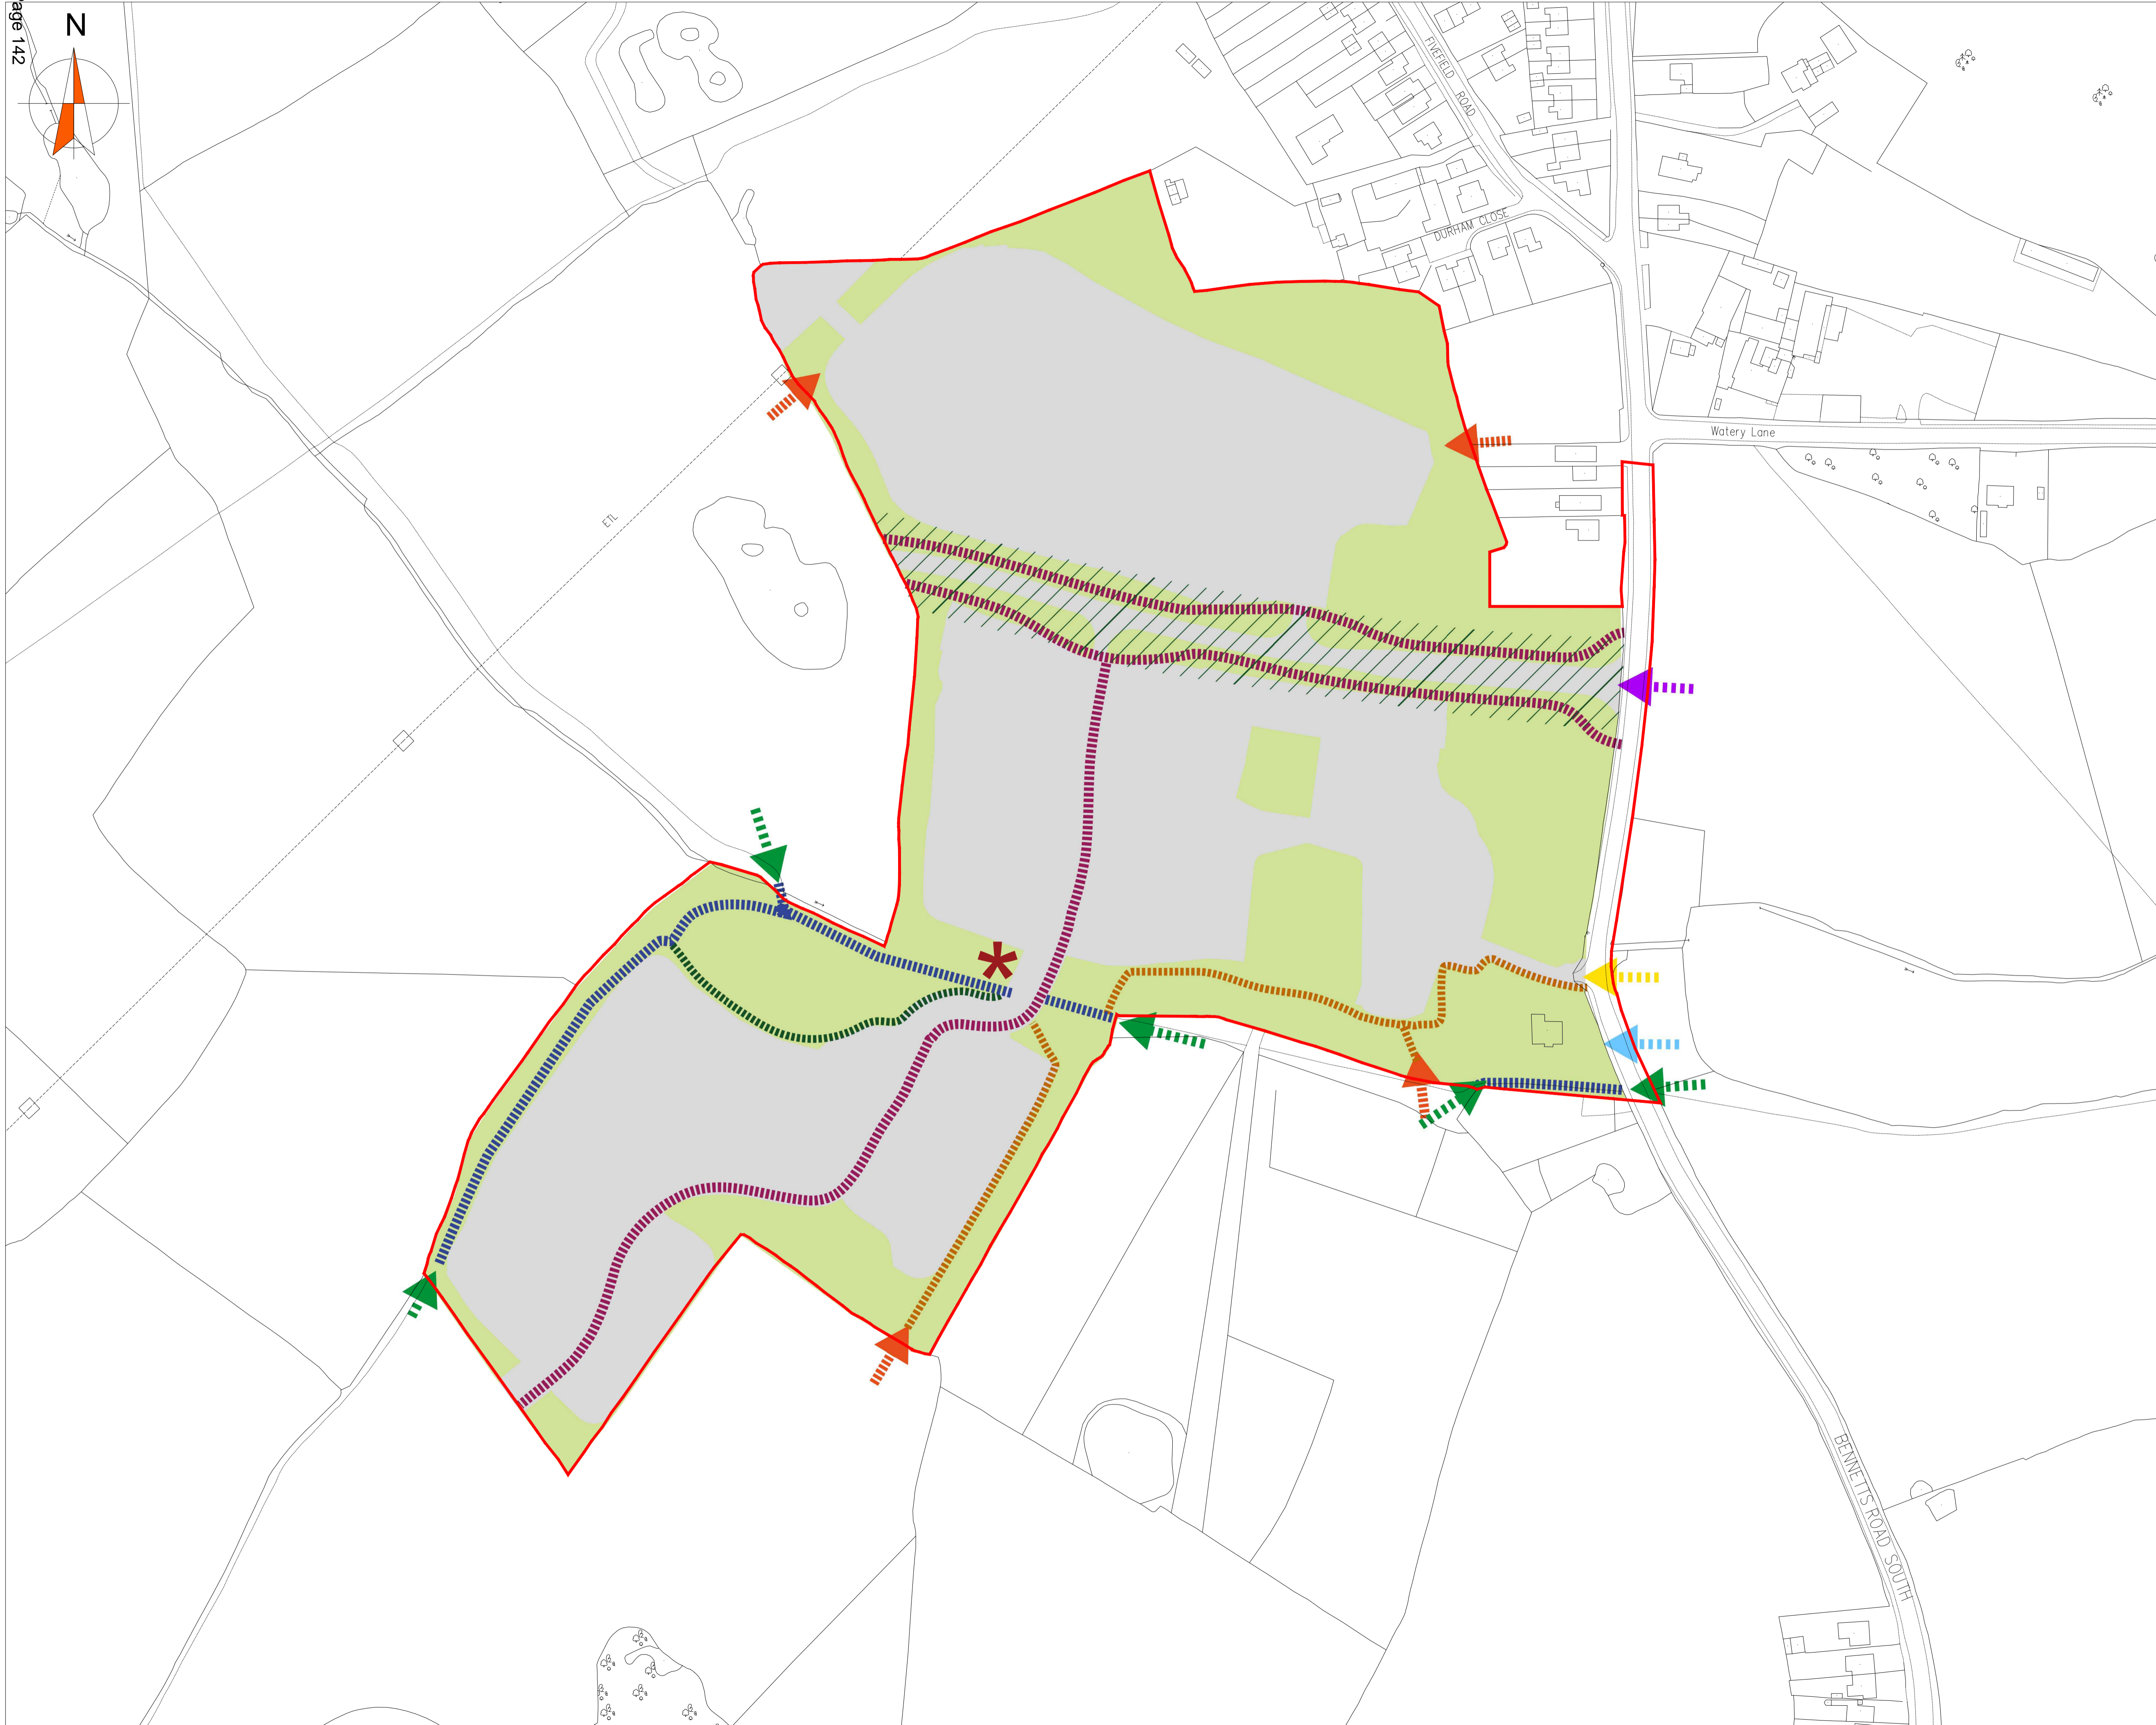 age 142
N
FIVEFIELD ROAD
DURHAM CLOSE
Watery Lane
ETL
BENNETTS ROAD SOUTH